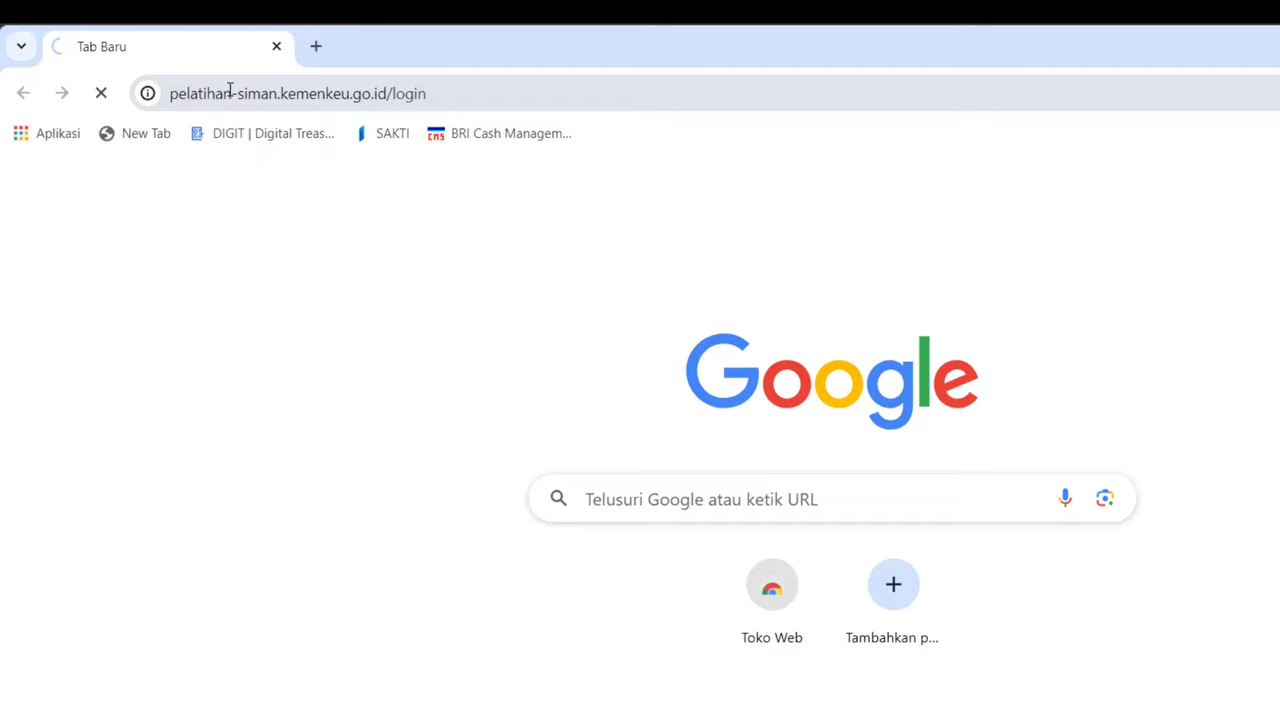 Tab Baru
pelatihan-siman.kemenkeu.go.id/login
Aplikasi New Tab DIGIT | Digital Treas... SAKTI CMS BRI Cash Managem...
Google
Telusuri Google atau ketik URL
Toko Web Tambahkan p...